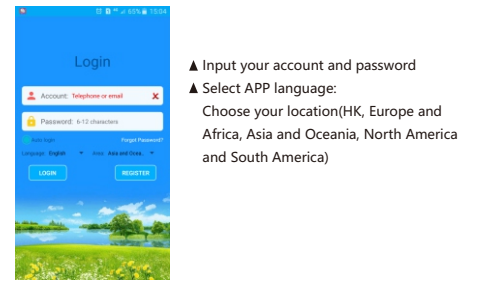 65% 15:04
Login
Account: Telephone or email
Password: 6-12 characters
Auto login Forgot Password?
Language: English Area: Asia and Ocea..
LOGIN REGISTER
▲ Input your account and password
▲ Select APP language:
Choose your location(HK, Europe and
Africa, Asia and Oceania, North America
and South America)